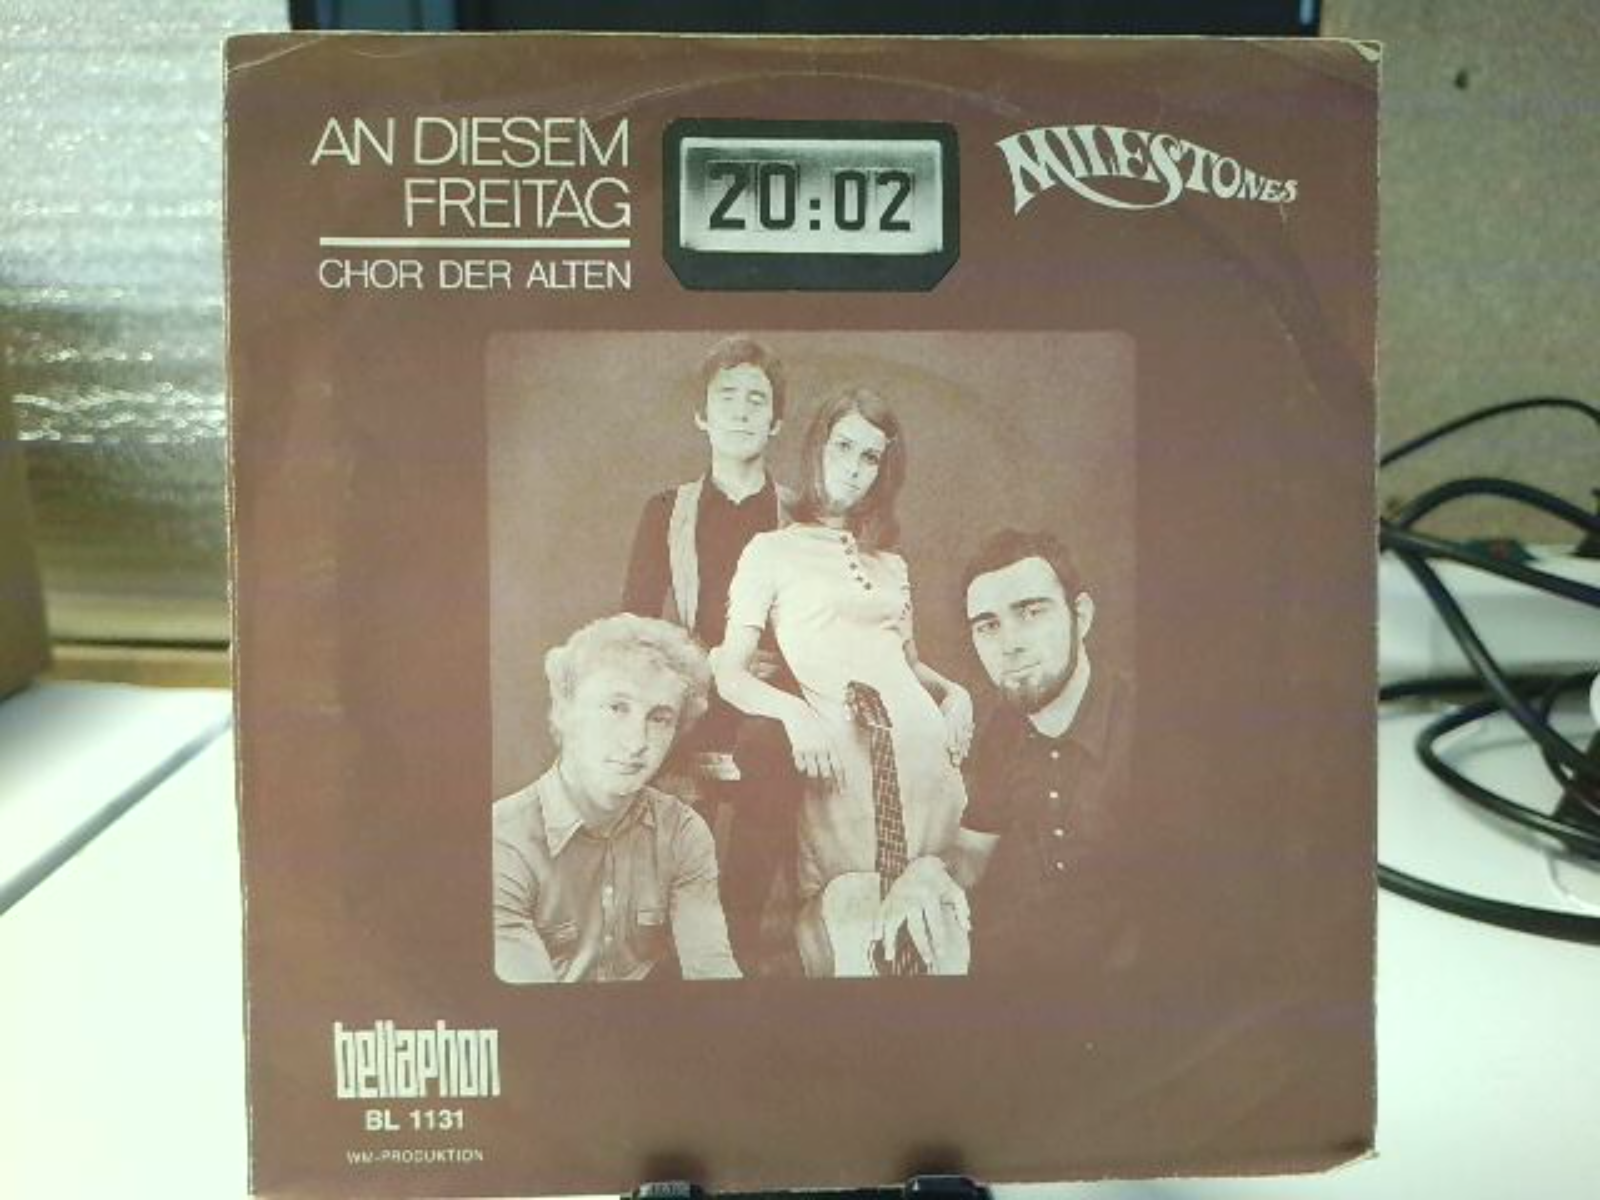 AN DIESEM
FREITAG
CHOR DER ALTEN
20:02
MILESTONES
bellaphon
BL 1131
WM-PRODUKTION